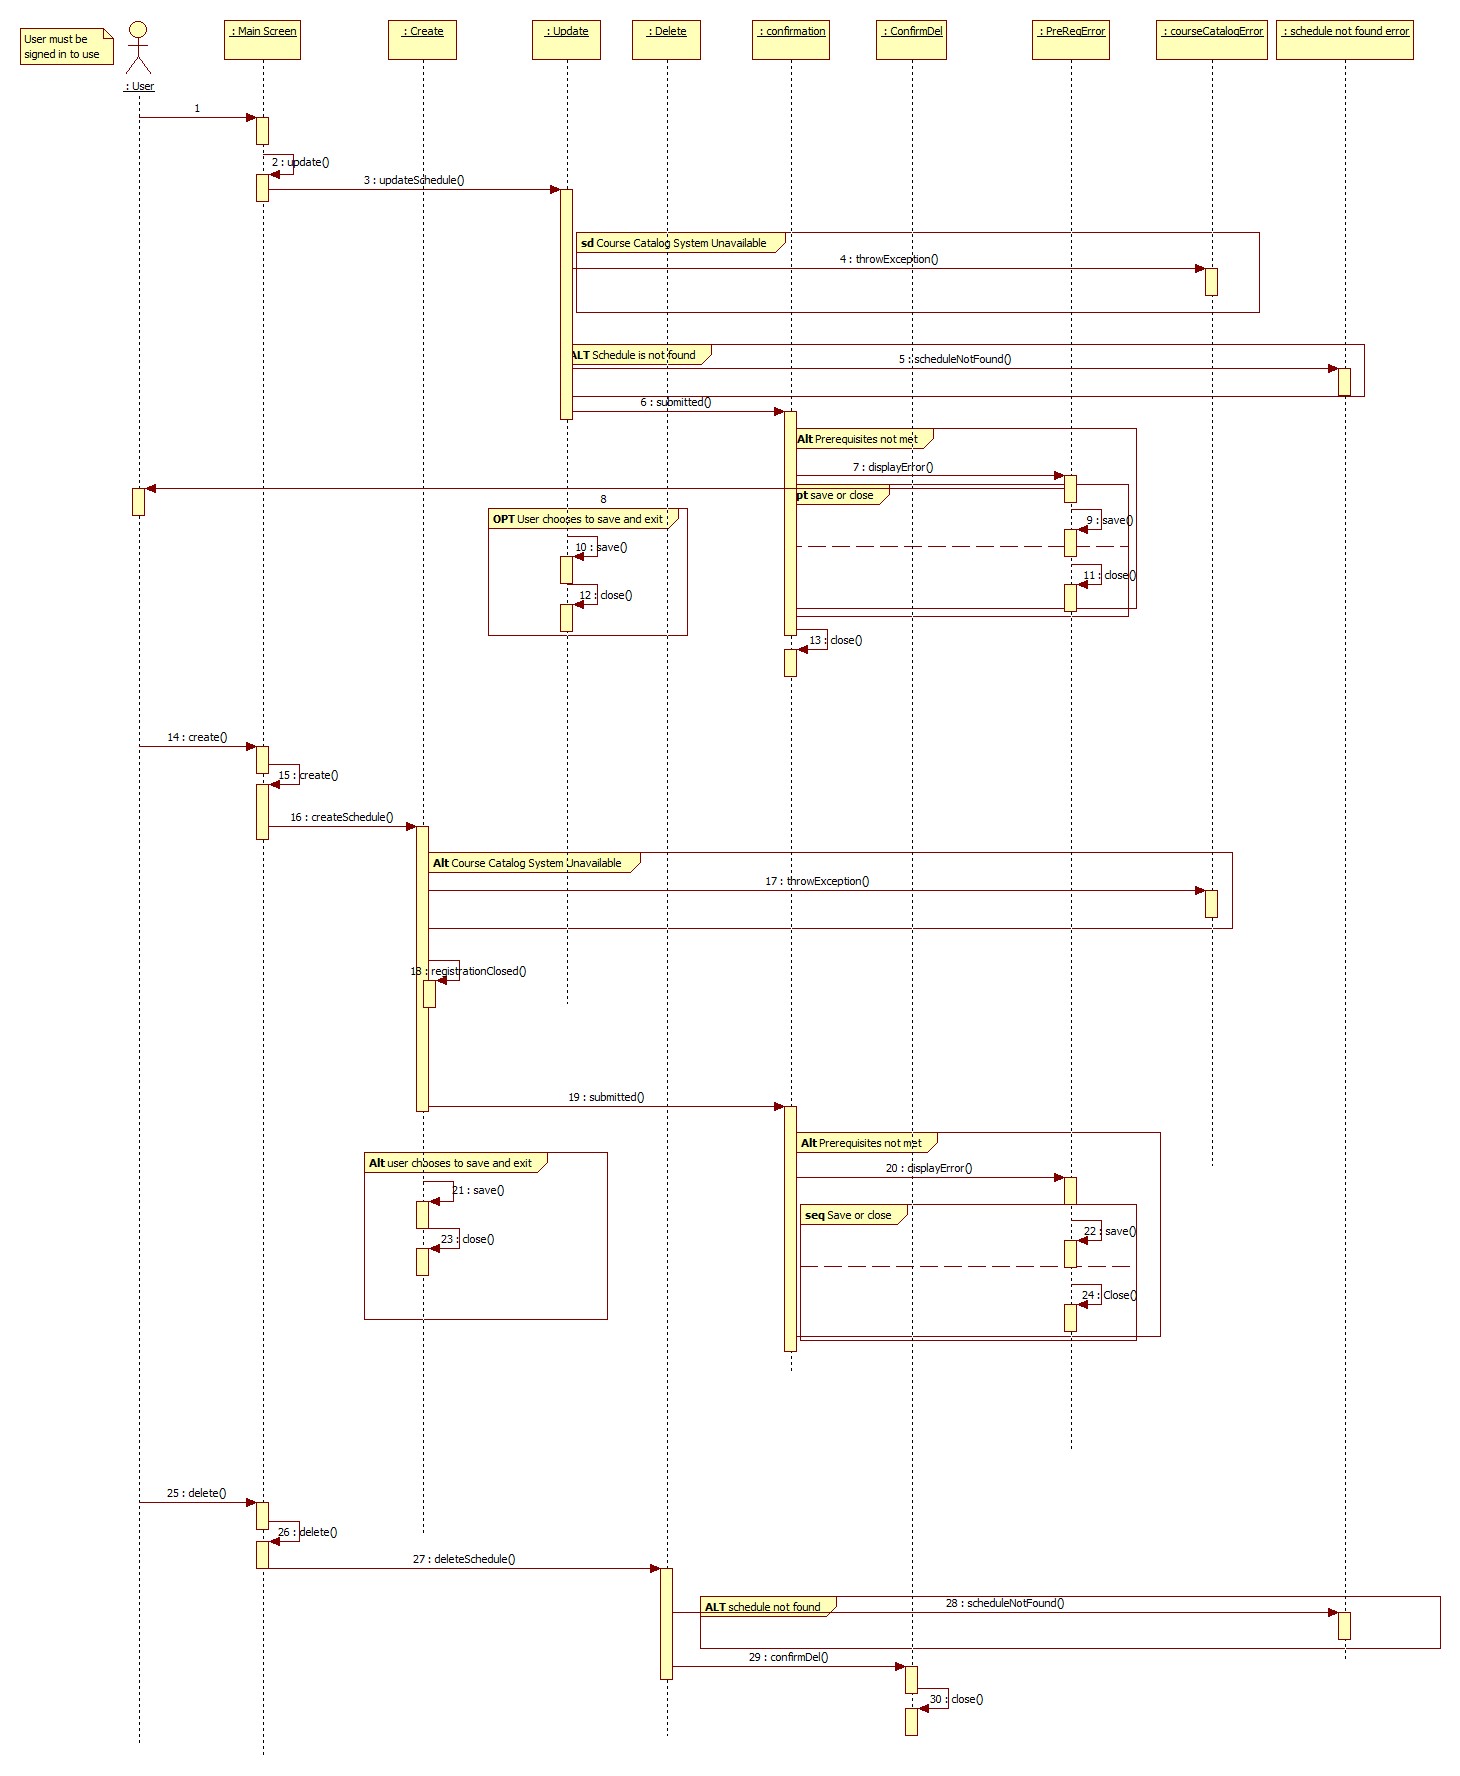 User must be
signed in to use
: User
: Main Screen
: Create
: Update
: Delete
: confirmation
: ConfirmDel
: PreReqError
: courseCatalogError
: schedule not found error
1
2 : update()
3 : updateSchedule()
sd Course Catalog System Unavailable
4 : throwException()
ALT Schedule is not found
5 : scheduleNotFound()
6 : submitted()
Alt Prerequisites not met
7 : displayError()
8
pt save or close
OPT User chooses to save and exit
9 : save()
10 : save()
11 : close()
12 : close()
13 : close()
14 : create()
15 : create()
16 : createSchedule()
Alt Course Catalog System Unavailable
17 : throwException()
18 : registrationClosed()
19 : submitted()
Alt Prerequisites not met
Alt user chooses to save and exit
20 : displayError()
21 : save()
seq Save or close
22 : save()
23 : close()
24 : Close()
25 : delete()
26 : delete()
27 : deleteSchedule()
ALT schedule not found
28 : scheduleNotFound()
29 : confirmDel()
30 : close()